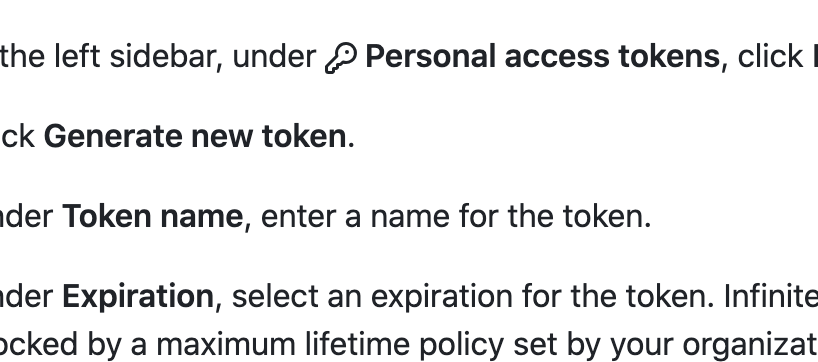 the left sidebar, under Personal access tokens, click
ck Generate new token.
nder Token name, enter a name for the token.
nder Expiration, select an expiration for the token. Infinite
ocked by a maximum lifetime policy set by your organizat